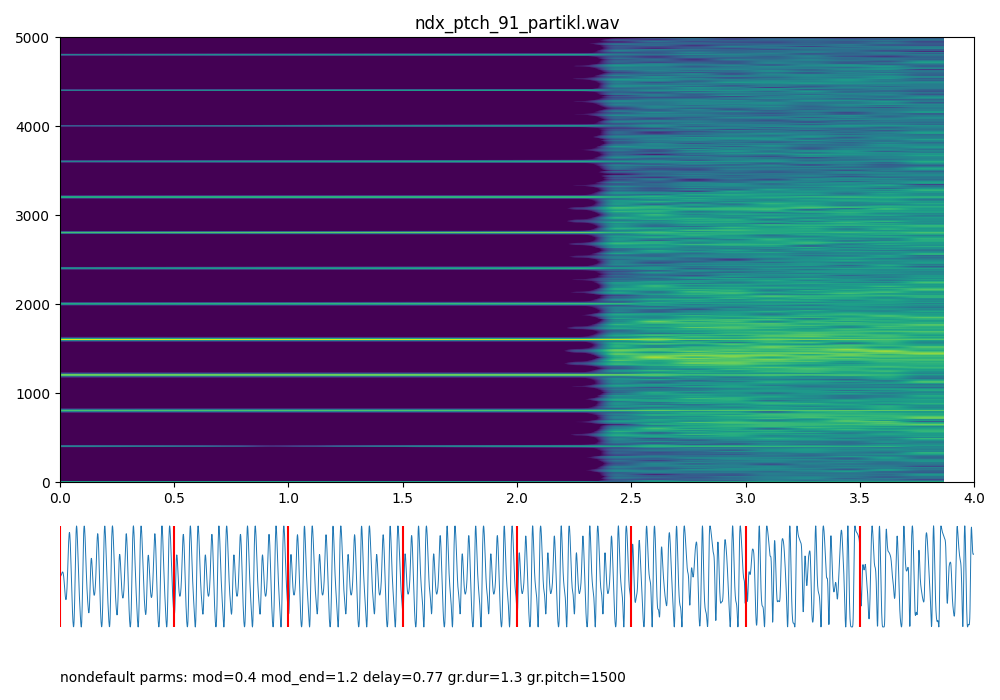 ndx_ptch_91_partikl.wav
5000
4000
3000
2000
1000
0
0.0 0.5 1.0 1.5 2.0 2.5 3.0 3.5 4.0
nondefault parms: mod=0.4 mod_end=1.2 delay=0.77 gr.dur=1.3 gr.pitch=1500